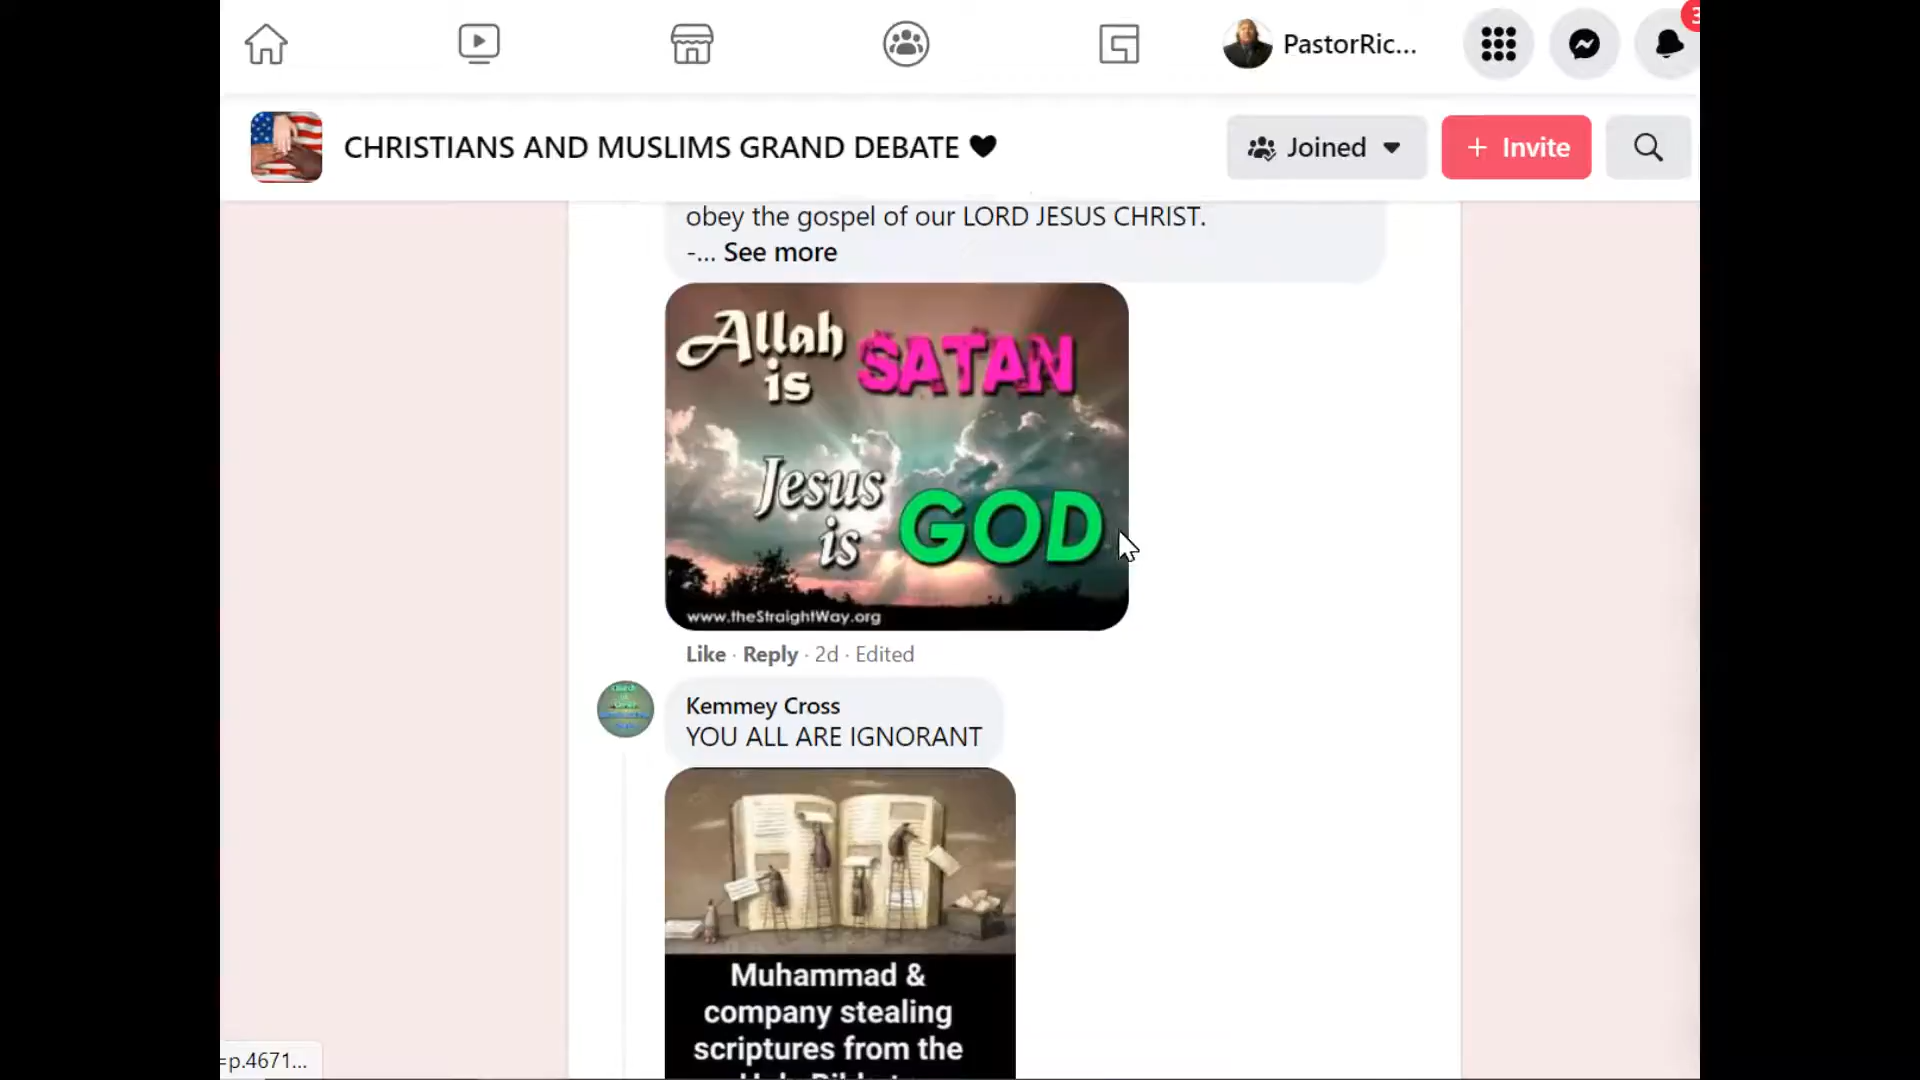 PastorRic...
3
CHRISTIANS AND MUSLIMS GRAND DEBATE
Joined
+ Invite
obey the gospel of our LORD JESUS CHRIST.
-... See more
Allah
is SATAN
Jesus
is GOD
www.theStraightWay.org
Like · Reply · 2d · Edited
Kemmey Cross
YOU ALL ARE IGNORANT
Muhammad &
company stealing
scriptures from the
=p.4671...